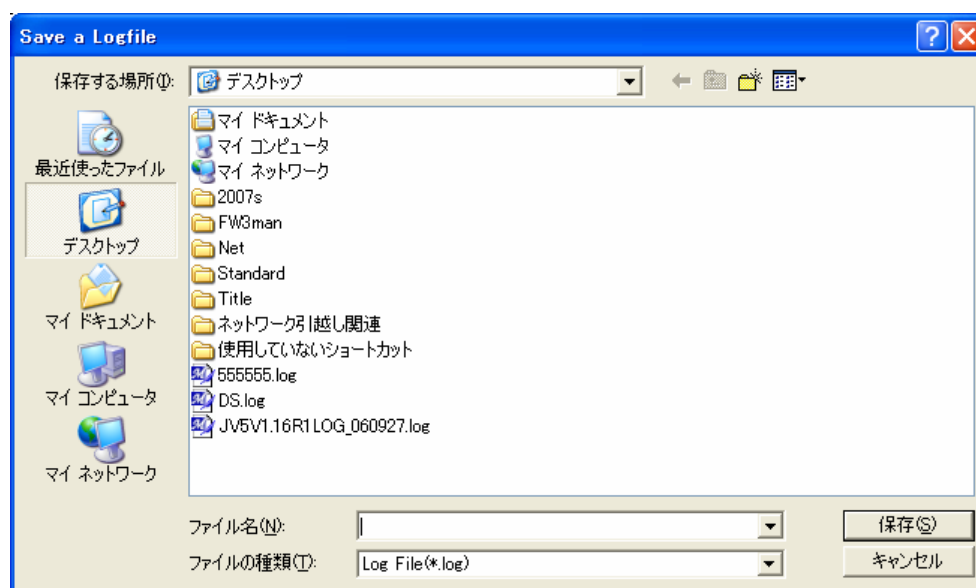 Save a Logfile
保存する場所(I):
デスクトップ
最近使ったファイル
デスクトップ
マイ ドキュメント
マイ コンピュータ
マイ ネットワーク
マイ ドキュメント
マイ コンピュータ
マイ ネットワーク
2007s
FW3man
Net
Standard
Title
ネットワーク引越し関連
使用していないショートカット
555555.log
DS.log
JV5V1.16R1LOG_060927.log
ファイル名(N):
保存(S)
ファイルの種類(T):
Log File(*.log)
キャンセル